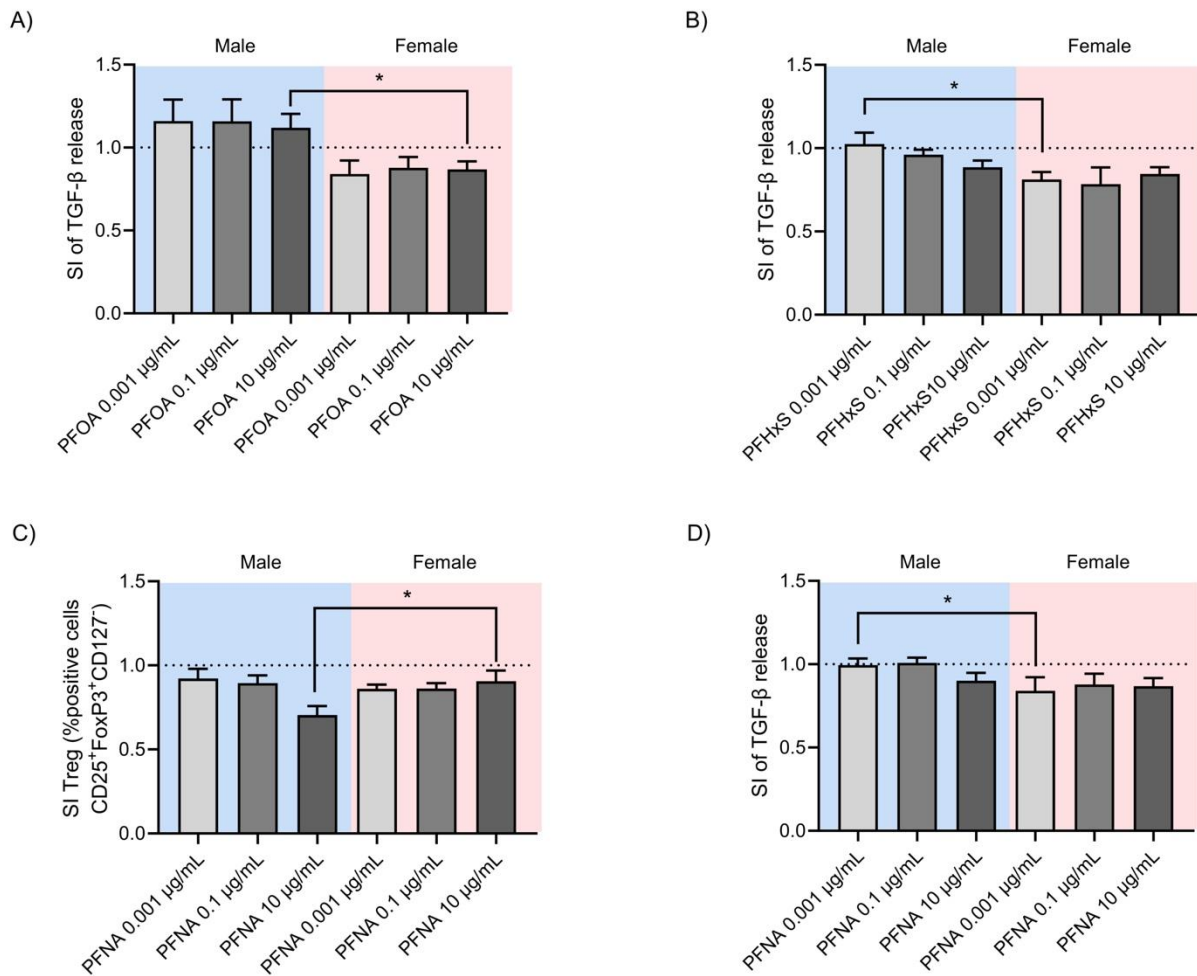 A)
Male
Female
*
SI of TGF-β release
1.5
1.0
0.5
0.0
PFOA 0.001 µg/mL
PFOA 0.1 µg/mL
PFOA 10 µg/mL
PFOA 0.001 µg/mL
PFOA 0.1 µg/mL
PFOA 10 µg/mL
B)
Male
Female
*
SI of TGF-β release
1.5
1.0
0.5
0.0
PFHxS 0.001 µg/mL
PFHxS 0.1 µg/mL
PFHxS10 µg/mL
PFHxS 0.001 µg/mL
PFHxS 0.1 µg/mL
PFHxS 10 µg/mL
C)
Male
Female
*
SI Treg (%positive cells
CD25⁺FoxP3⁺CD127⁻)
1.5
1.0
0.5
0.0
PFNA 0.001 µg/mL
PFNA 0.1 µg/mL
PFNA 10 µg/mL
PFNA 0.001 µg/mL
PFNA 0.1 µg/mL
PFNA 10 µg/mL
D)
Male
Female
*
SI of TGF-β release
1.5
1.0
0.5
0.0
PFNA 0.001 µg/mL
PFNA 0.1 µg/mL
PFNA 10 µg/mL
PFNA 0.001 µg/mL
PFNA 0.1 µg/mL
PFNA 10 µg/mL